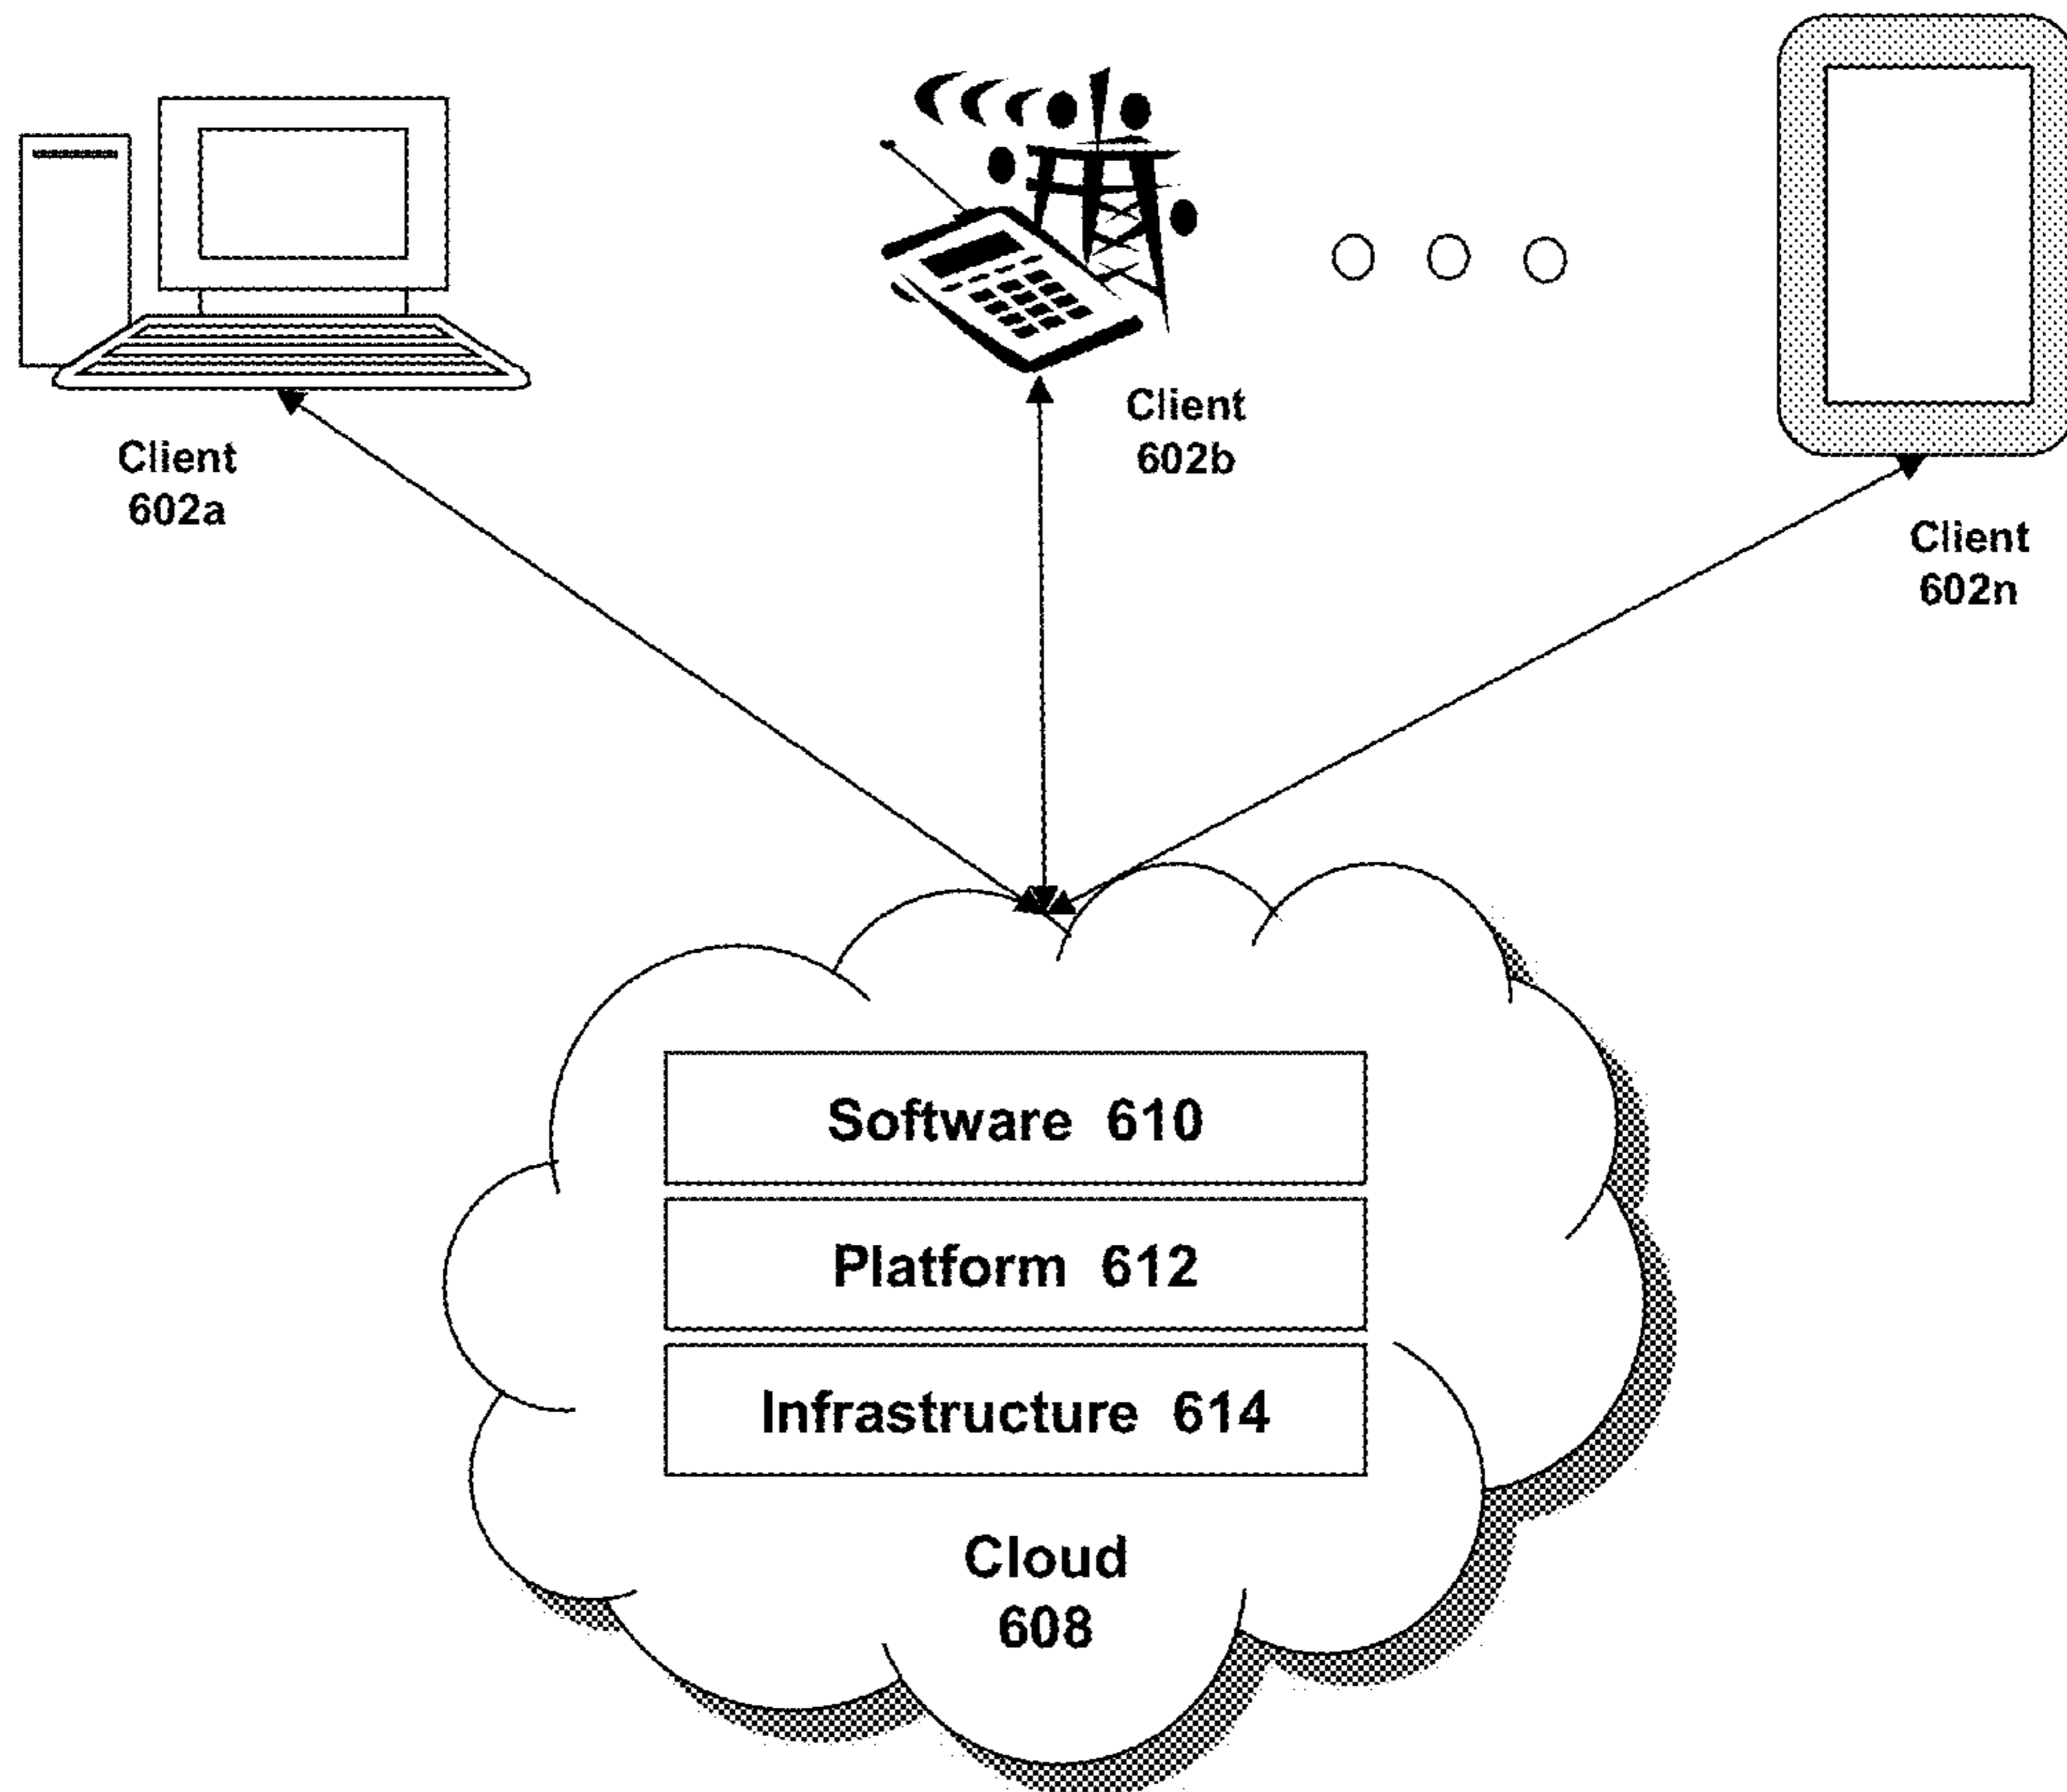 Client
602a
Client
602b
Client
602n
Software 610
Platform 612
Infrastructure 614
Cloud
608